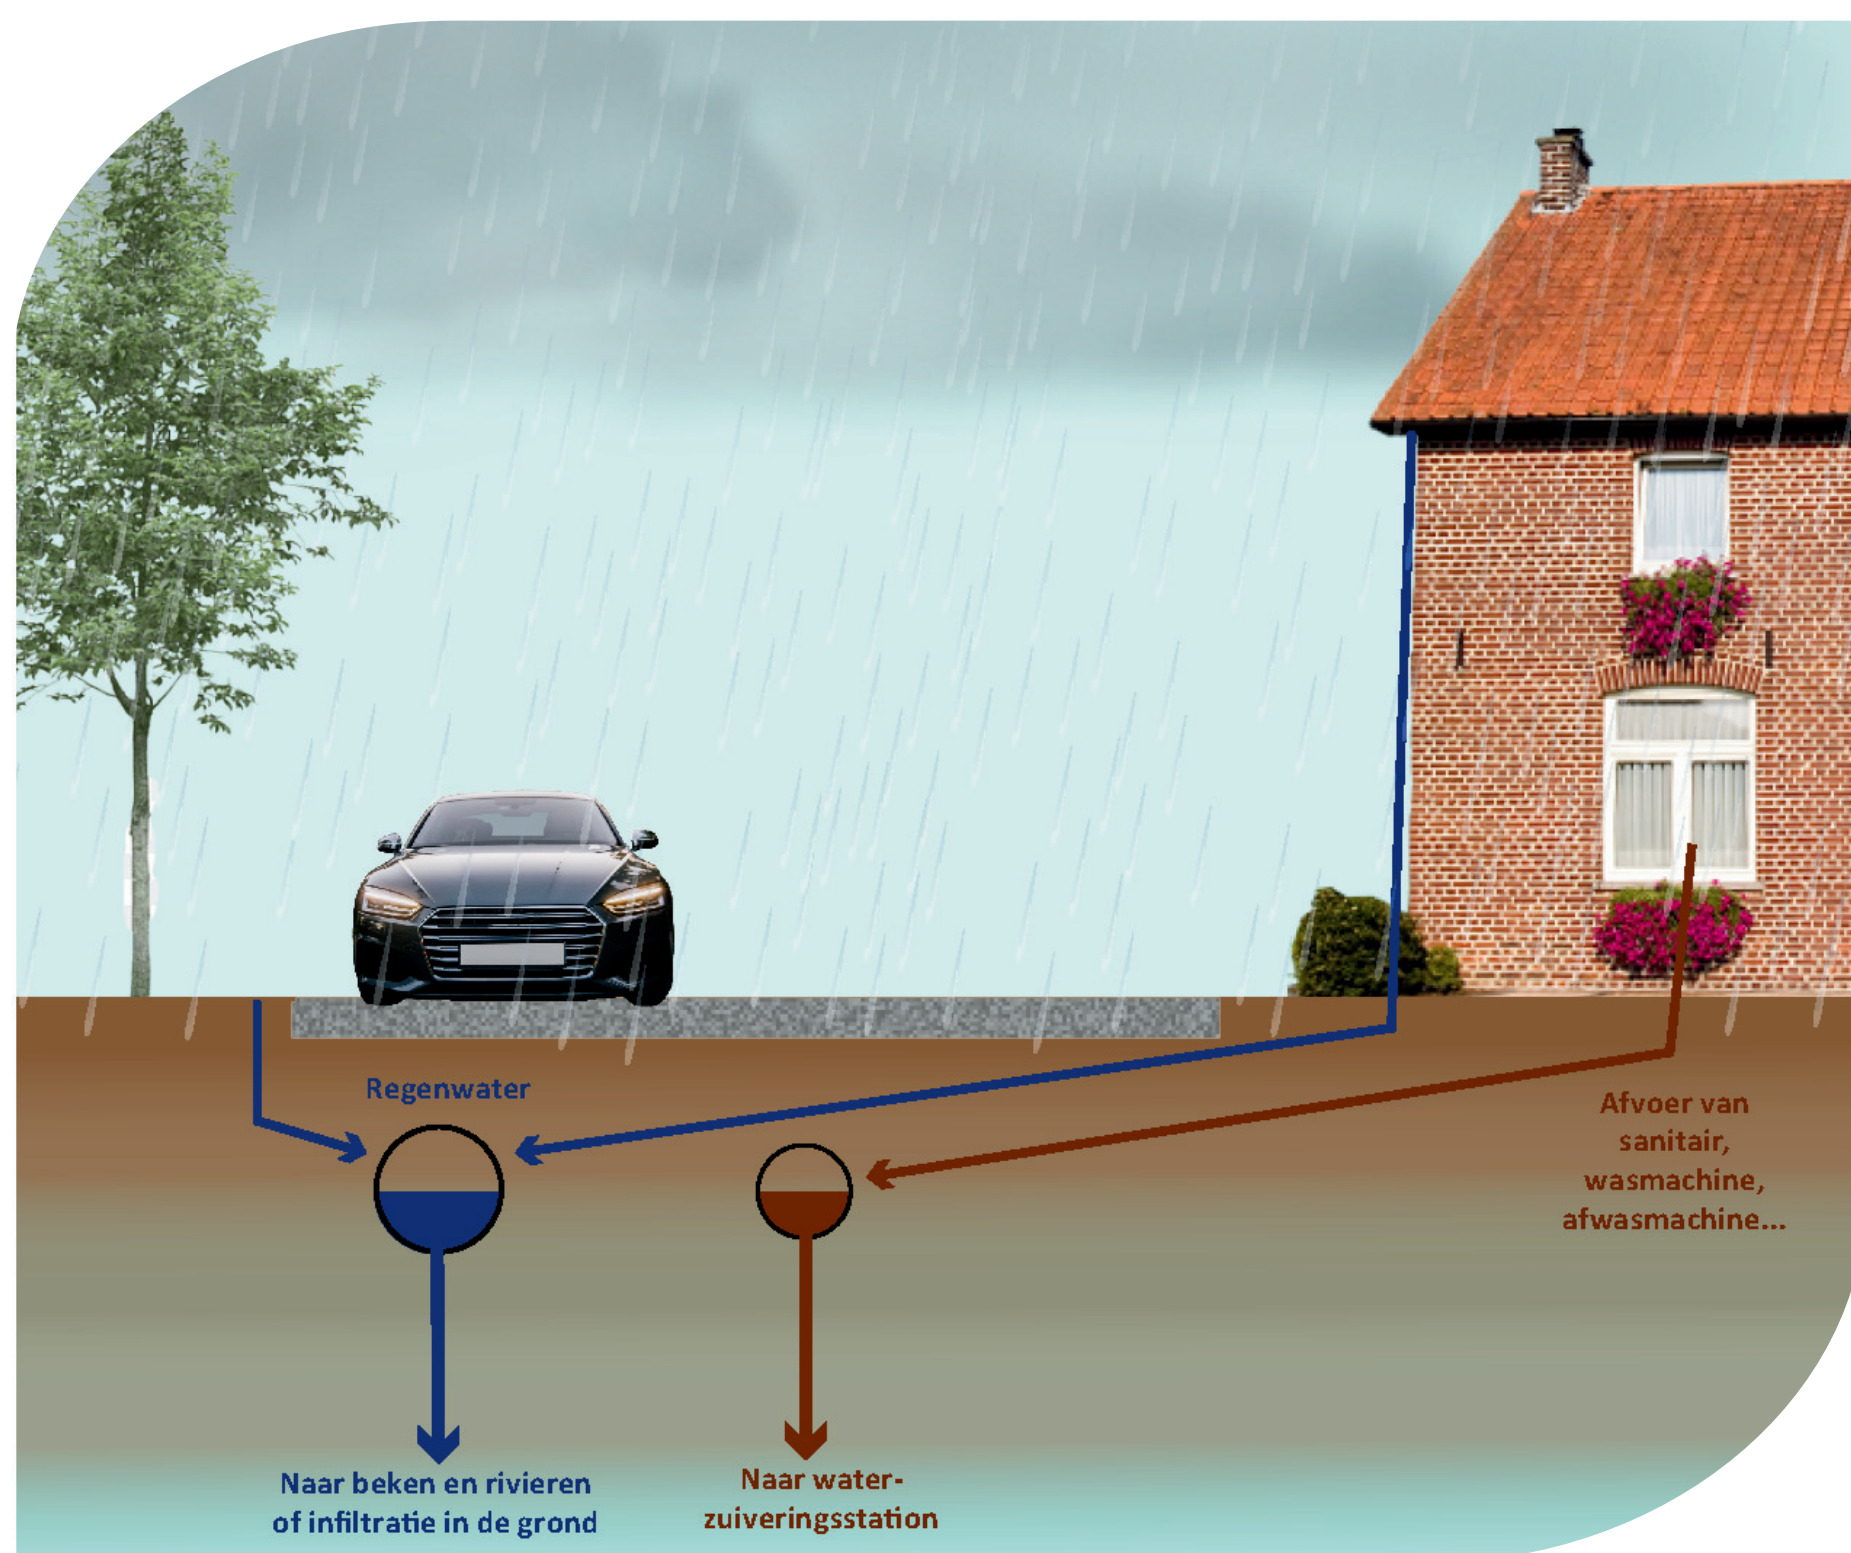 Regenwater
Afvoer van
sanitair,
wasmachine,
afwasmachine...
Naar beken en rivieren
of infiltratie in de grond
Naar water-
zuiveringsstation